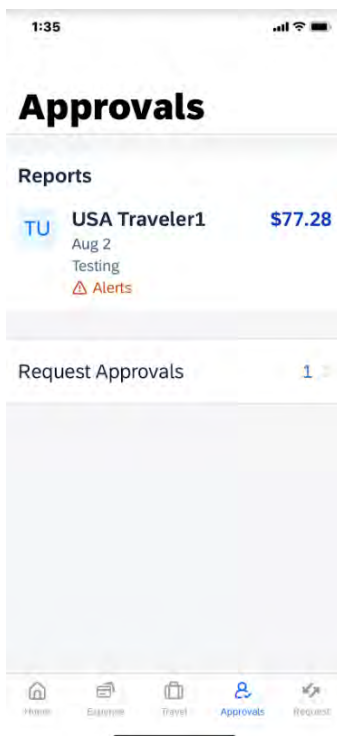 1:35
Approvals
Reports
TU
USA Traveler1 $77.28
Aug 2
Testing
Alerts
Request Approvals 1
Home Expense Travel Approvals Request